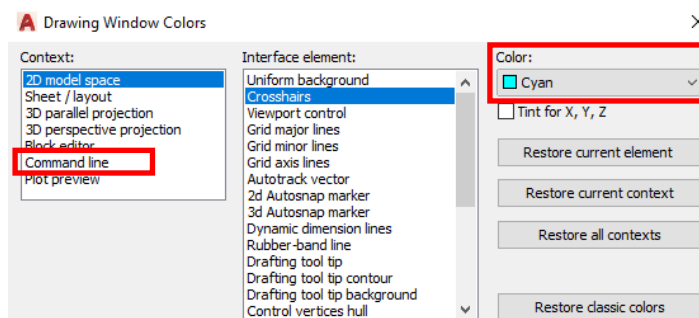 Drawing Window Colors
Context:
2D model space
Sheet / layout
3D parallel projection
3D perspective projection
Block editor
Command line
Plot preview
Interface element:
Uniform background
Crosshairs
Viewport control
Grid major lines
Grid minor lines
Grid axis lines
Autotrack vector
2d Autosnap marker
3d Autosnap marker
Dynamic dimension lines
Rubber-band line
Drafting tool tip
Drafting tool tip contour
Drafting tool tip background
Control vertices hull
Color:
Cyan
Tint for X, Y, Z
Restore current element
Restore current context
Restore all contexts
Restore classic colors